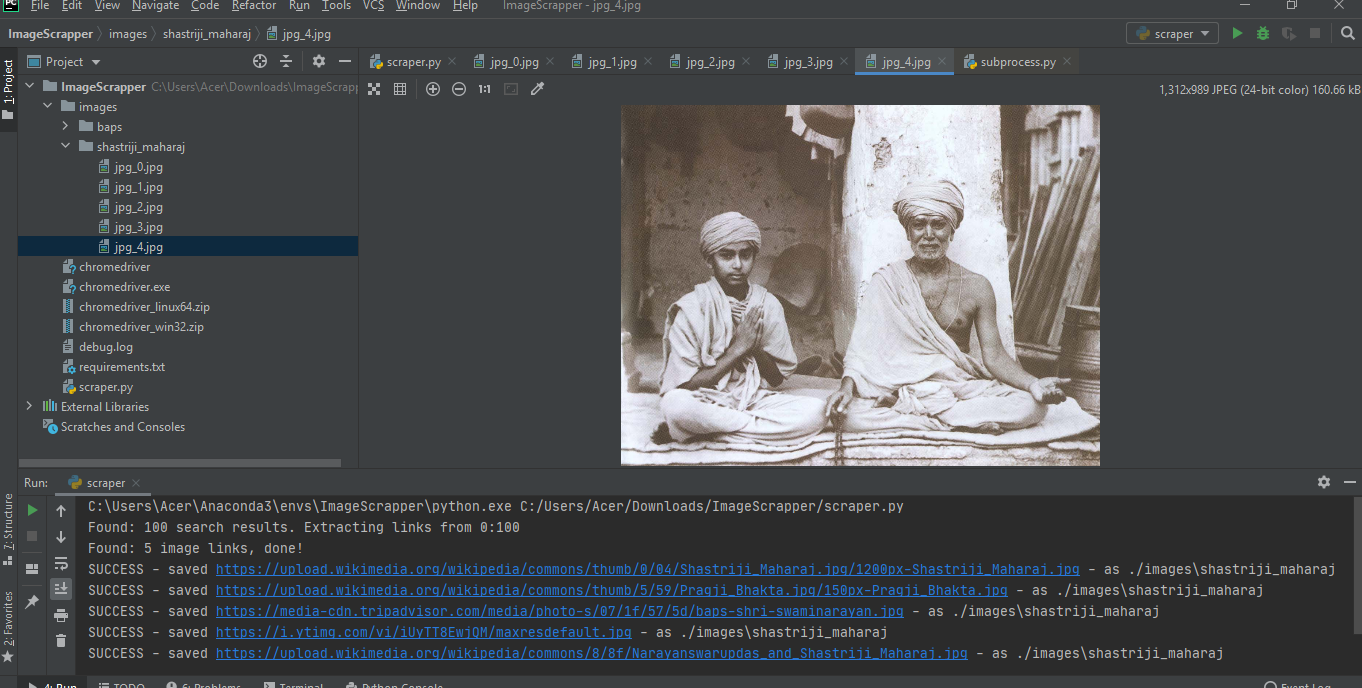 PC File Edit View Navigate Code Refactor Run Tools VCS Window Help ImageScrapper - jpg_4.jpg
ImageScrapper images shastriji_maharaj jpg_4.jpg scraper
1: Project
Project scraper.py jpg_0.jpg jpg_1.jpg jpg_2.jpg jpg_3.jpg jpg_4.jpg subprocess.py
ImageScrapper C:\Users\Acer\Downloads\ImageScrapp
1:1 1,312x989 JPEG (24-bit color) 160.66 kB
images
baps
shastriji_maharaj
jpg_0.jpg
jpg_1.jpg
jpg_2.jpg
jpg_3.jpg
jpg_4.jpg
chromedriver
chromedriver.exe
chromedriver_linux64.zip
chromedriver_win32.zip
debug.log
requirements.txt
scraper.py
External Libraries
Scratches and Consoles
Run: scraper
7: Structure
2: Favorites
C:\Users\Acer\Anaconda3\envs\ImageScrapper\python.exe C:/Users/Acer/Downloads/ImageScrapper/scraper.py
Found: 100 search results. Extracting links from 0:100
Found: 5 image links, done!
SUCCESS - saved https://upload.wikimedia.org/wikipedia/commons/thumb/0/04/Shastriji_Maharaj.jpg/1200px-Shastriji_Maharaj.jpg - as ./images\shastriji_maharaj
SUCCESS - saved https://upload.wikimedia.org/wikipedia/commons/thumb/5/59/Pragji_Bhakta.jpg/150px-Pragji_Bhakta.jpg - as ./images\shastriji_maharaj
SUCCESS - saved https://media-cdn.tripadvisor.com/media/photo-s/07/1f/57/5d/baps-shri-swaminarayan.jpg - as ./images\shastriji_maharaj
SUCCESS - saved https://i.ytimg.com/vi/iUyTT8EwjQM/maxresdefault.jpg - as ./images\shastriji_maharaj
SUCCESS - saved https://upload.wikimedia.org/wikipedia/commons/8/8f/Narayanswarupdas_and_Shastriji_Maharaj.jpg - as ./images\shastriji_maharaj
4: Run TODO 6: Problems Terminal Python Console Event Log